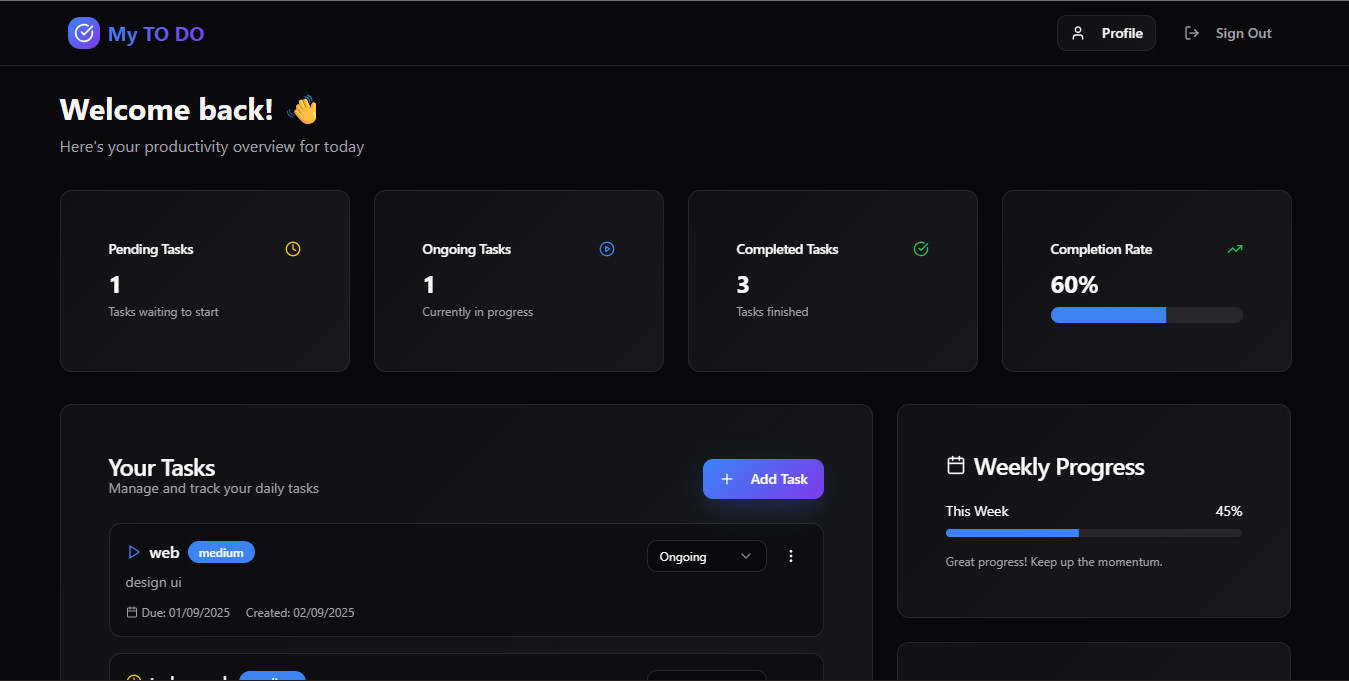 My TO DO
Profile
Sign Out
Welcome back! 👋
Here's your productivity overview for today
Pending Tasks
1
Tasks waiting to start
Ongoing Tasks
1
Currently in progress
Completed Tasks
3
Tasks finished
Completion Rate
60%
Your Tasks
Manage and track your daily tasks
Add Task
web medium
Ongoing
design ui
Due: 01/09/2025 Created: 02/09/2025
Weekly Progress
This Week 45%
Great progress! Keep up the momentum.